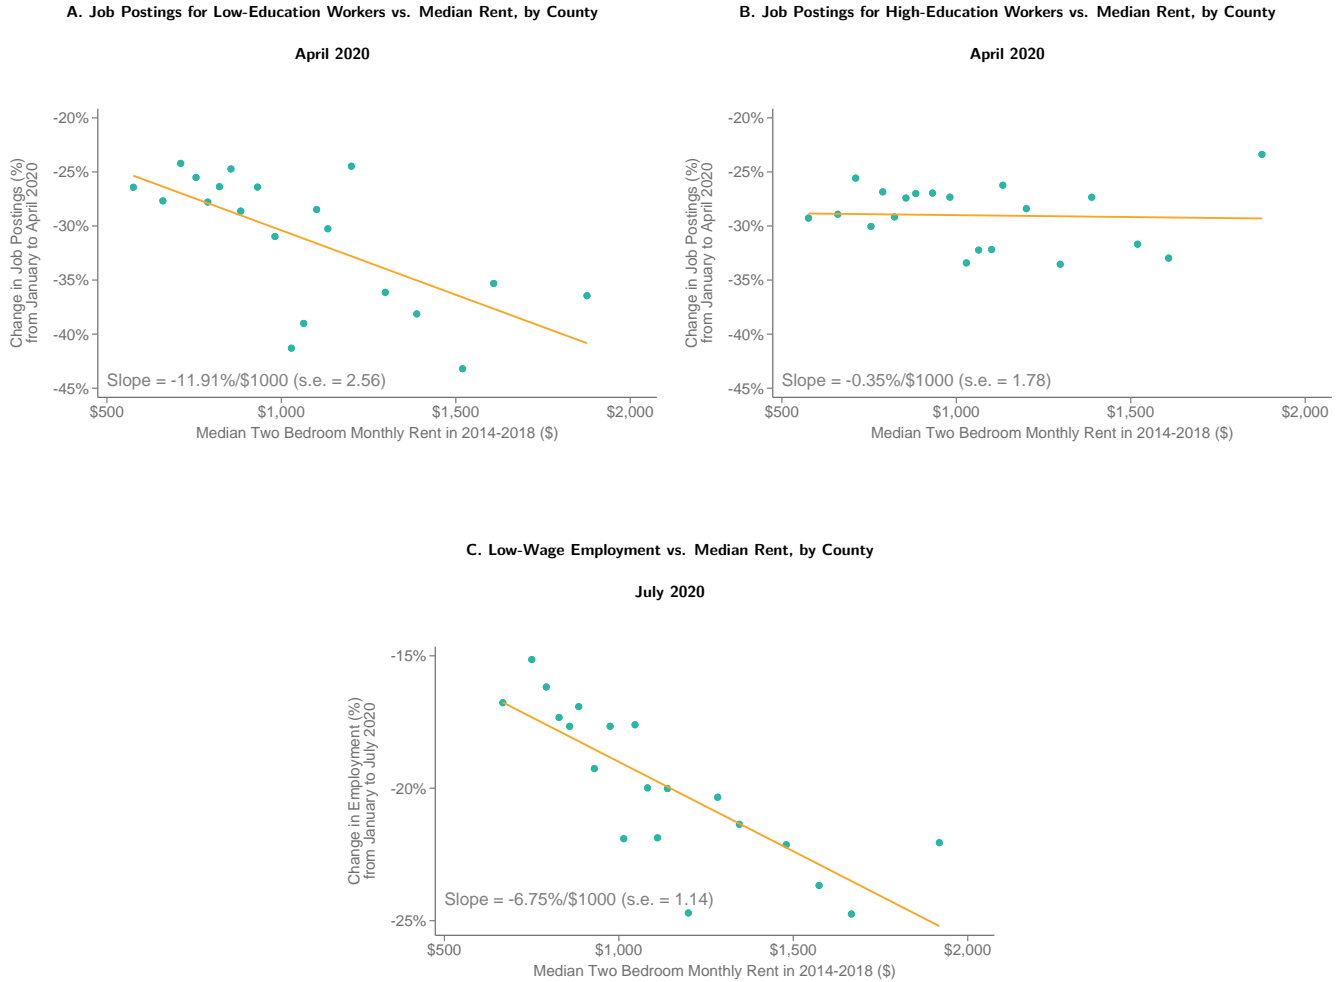 A. Job Postings for Low-Education Workers vs. Median Rent, by County
April 2020
-20%
-25%
-30%
-35%
-40%
-45%
Change in Job Postings (%)
from January to April 2020
Slope = -11.91%/$1000 (s.e. = 2.56)
$500
$1,000
$1,500
$2,000
Median Two Bedroom Monthly Rent in 2014-2018 ($)
B. Job Postings for High-Education Workers vs. Median Rent, by County
April 2020
-20%
-25%
-30%
-35%
-40%
-45%
Change in Job Postings (%)
from January to April 2020
Slope = -0.35%/$1000 (s.e. = 1.78)
$500
$1,000
$1,500
$2,000
Median Two Bedroom Monthly Rent in 2014-2018 ($)
C. Low-Wage Employment vs. Median Rent, by County
July 2020
-15%
-20%
-25%
Change in Employment (%)
from January to July 2020
Slope = -6.75%/$1000 (s.e. = 1.14)
$500
$1,000
$1,500
$2,000
Median Two Bedroom Monthly Rent in 2014-2018 ($)